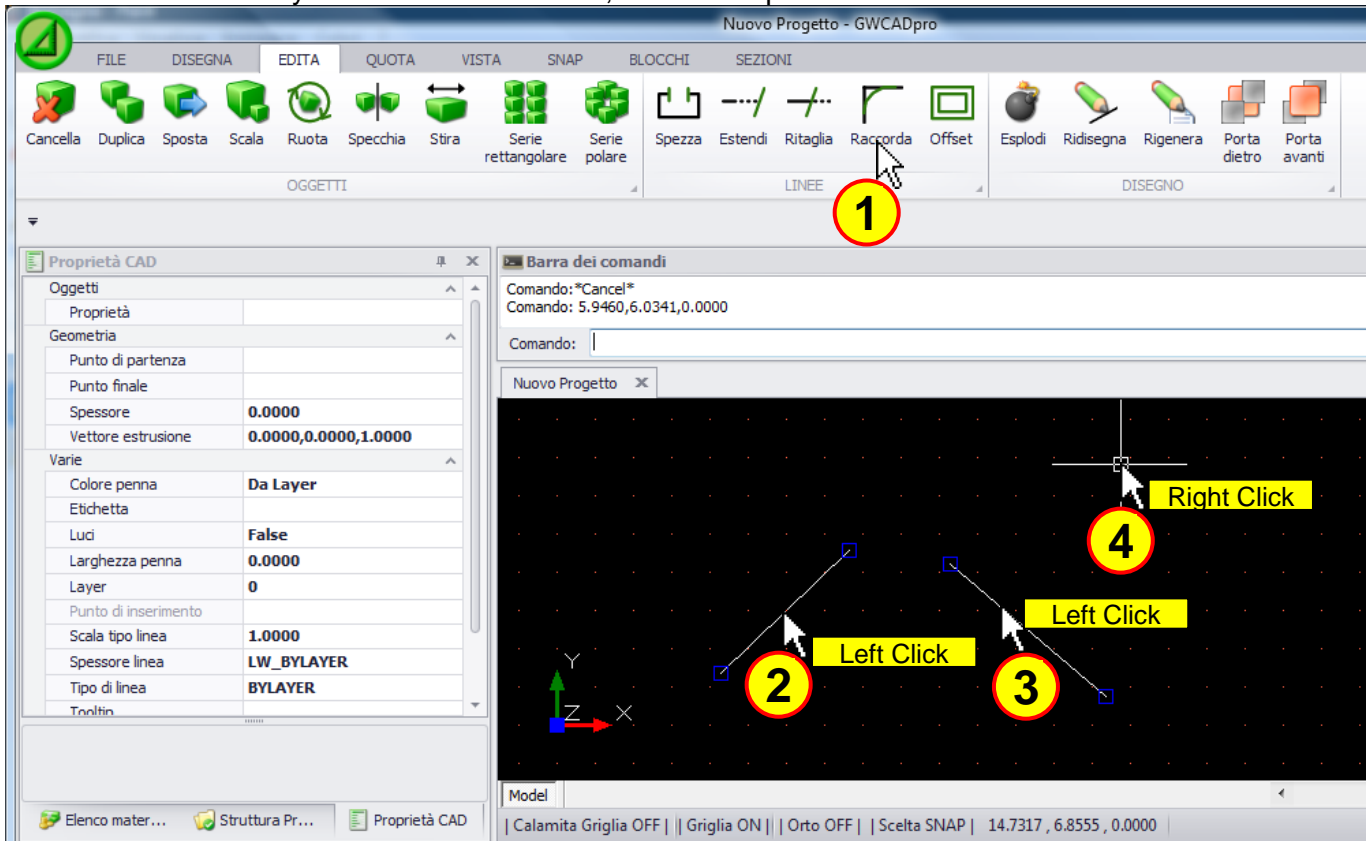 Nuovo Progetto - GWCADpro
FILE DISEGNA EDITA QUOTA VISTA SNAP BLOCCHI SEZIONI
Cancella Duplica Sposta Scala Ruota Specchia Stira Serie rettangolare Serie polare Spezza Estendi Ritaglia Raccorda Offset Esplodi Ridisegna Rigenera Porta dietro Porta avanti
OGGETTI LINEE DISEGNO
1
Proprietà CAD
Oggetti
Proprietà
Geometria
Punto di partenza
Punto finale
Spessore 0.0000
Vettore estrusione 0.0000,0.0000,1.0000
Varie
Colore penna Da Layer
Etichetta
Luci False
Larghezza penna 0.0000
Layer 0
Punto di inserimento
Scala tipo linea 1.0000
Spessore linea LW_BYLAYER
Tipo di linea BYLAYER
Tooltip
Elenco mater... Struttura Pr... Proprietà CAD
Barra dei comandi
Comando:*Cancel*
Comando: 5.9460,6.0341,0.0000
Comando:
Nuovo Progetto
Right Click
4
Left Click
3
Left Click
2
Y
Z X
Model
| Calamita Griglia OFF | | Griglia ON | | Orto OFF | | Scelta SNAP | 14.7317 , 6.8555 , 0.0000